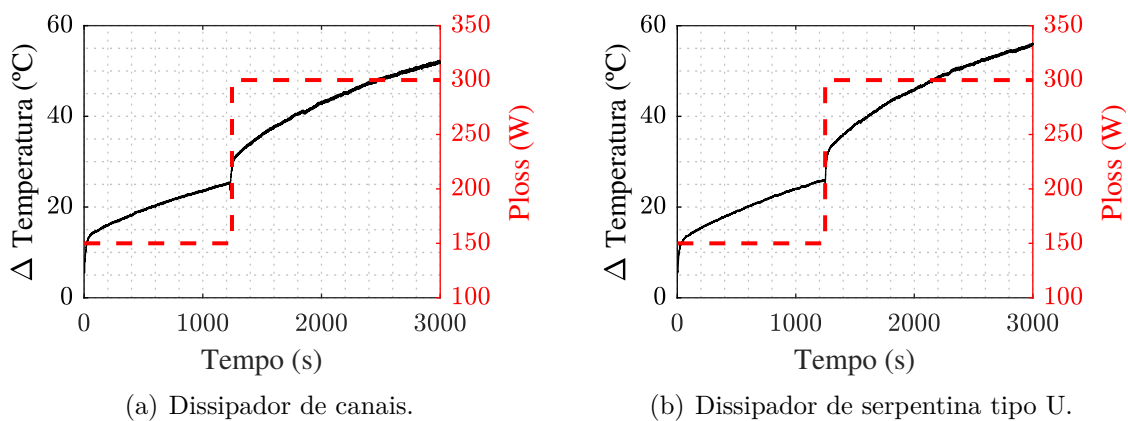 60
40
20
0
Δ Temperatura (ºC)
350
300
250
200
150
100
Ploss (W)
0 1000 2000 3000
Tempo (s)
(a) Dissipador de canais.
60
40
20
0
Δ Temperatura (ºC)
350
300
250
200
150
100
Ploss (W)
0 1000 2000 3000
Tempo (s)
(b) Dissipador de serpentina tipo U.